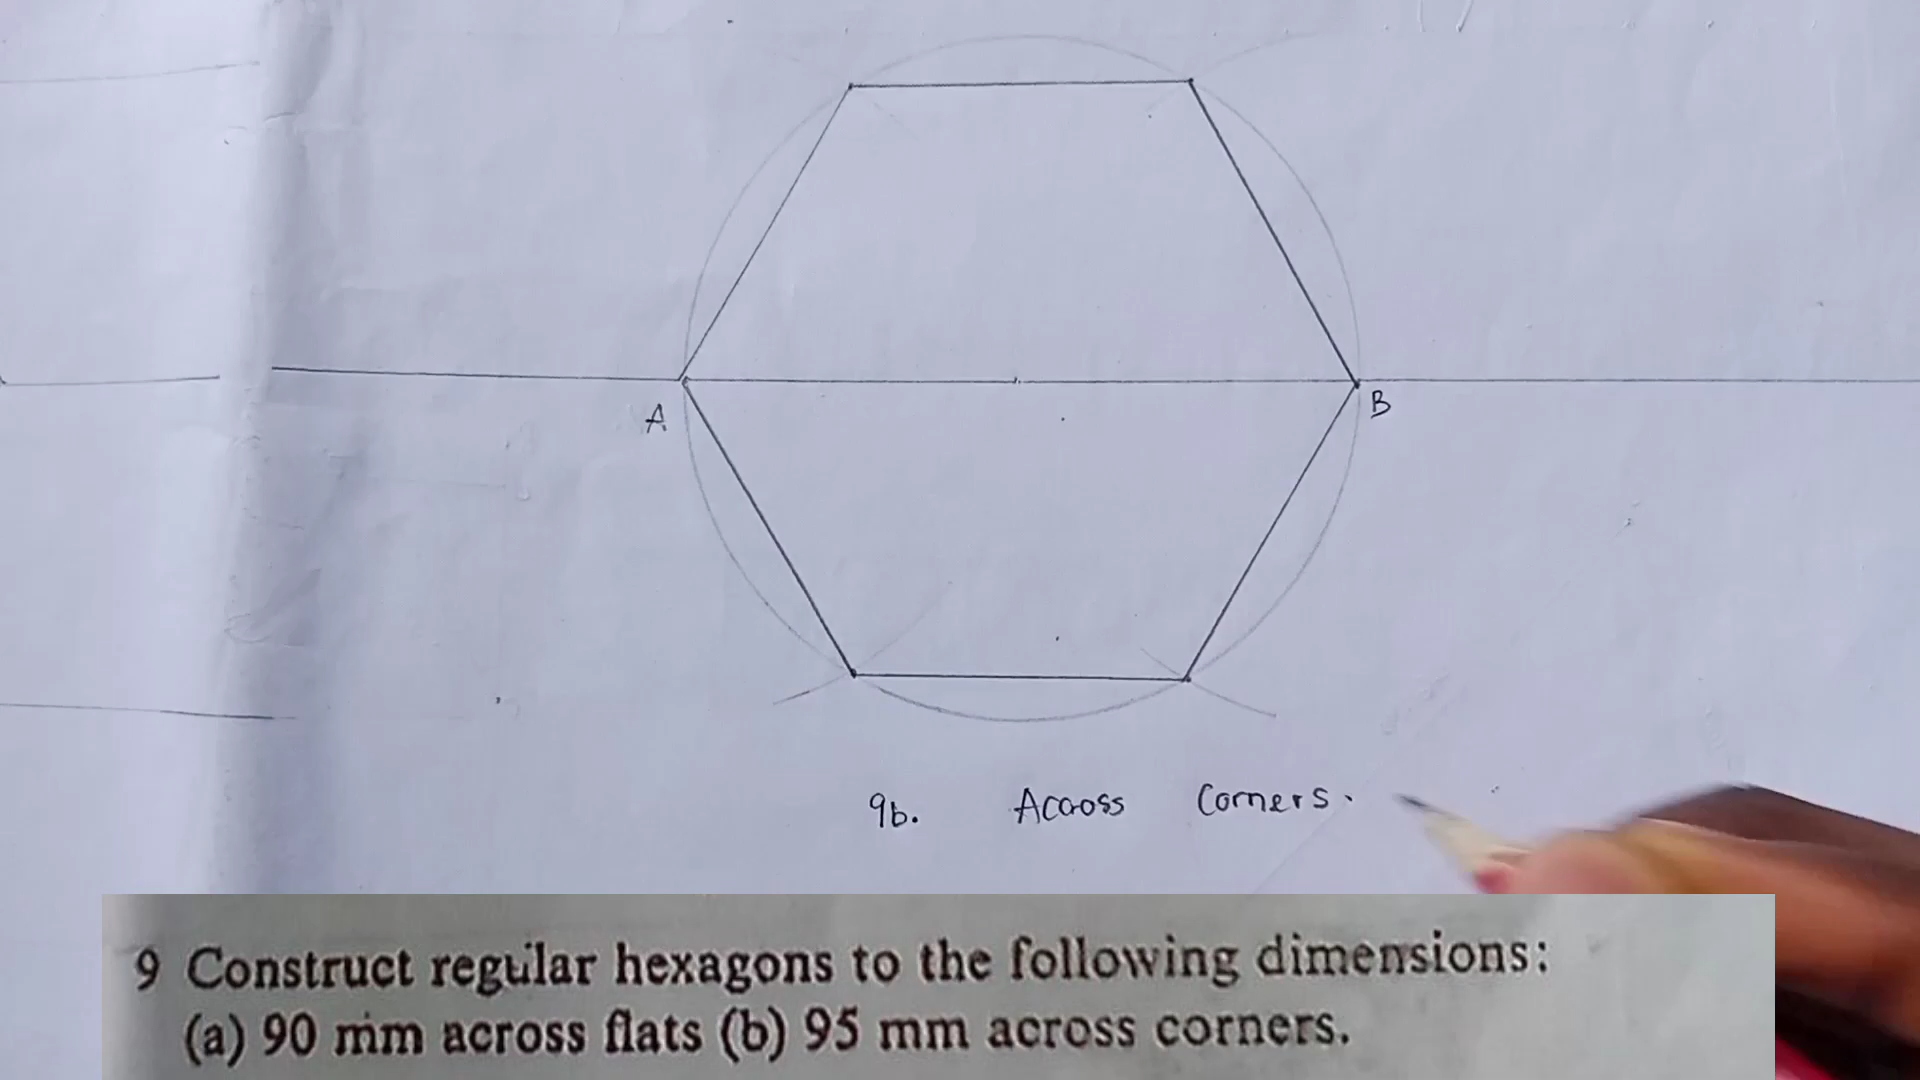 A
B
9b. Across Corners.
9 Construct regular hexagons to the following dimensions:
(a) 90 mm across flats (b) 95 mm across corners.